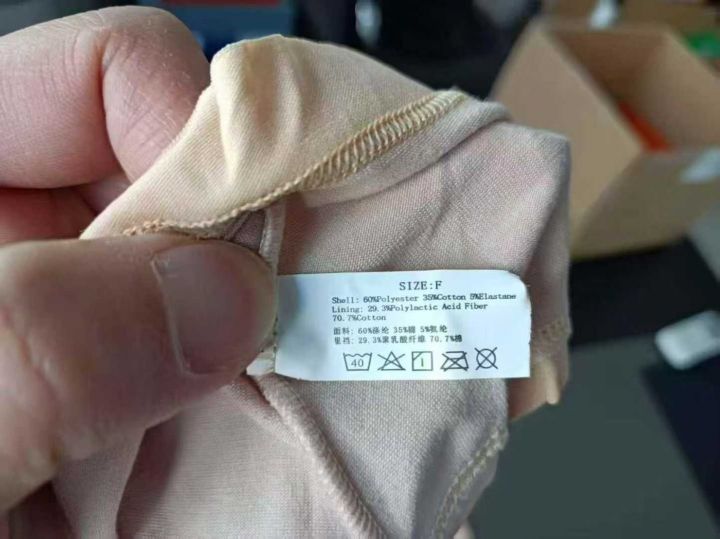 SIZE:F
Shell: 60%Polyester 35%Cotton 5%Elastane
Lining: 29.3%Polylactic Acid Fiber
70.7%Cotton
面料: 60%涤纶 35%棉 5%氨纶
里裆: 29.3%聚乳酸纤维 70.7%棉
40